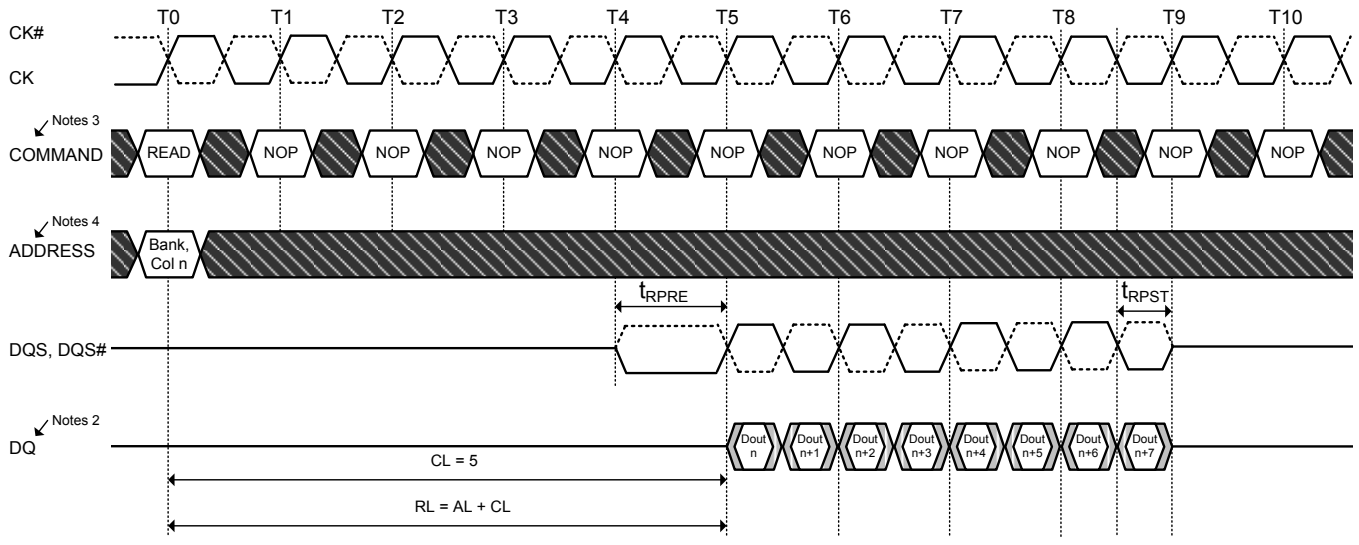 T0 T1 T2 T3 T4 T5 T6 T7 T8 T9 T10
CK#
CK
Notes 3
COMMAND READ NOP NOP NOP NOP NOP NOP NOP NOP NOP NOP
Notes 4
ADDRESS
Bank,
Col n
tRPRE tRPST
DQS, DQS#
Notes 2
DQ
Dout n
Dout n+1
Dout n+2
Dout n+3
Dout n+4
Dout n+5
Dout n+6
Dout n+7
CL = 5
RL = AL + CL